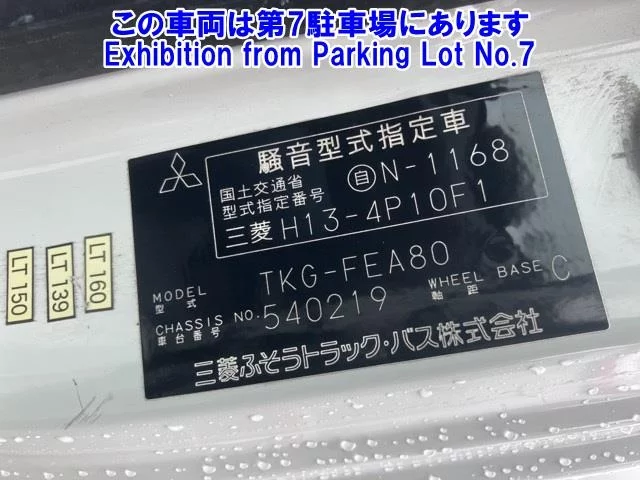 この車両は第7駐車場にあります
Exhibition from Parking Lot No.7
騒音型式指定車
国土交通省
型式指定番号 自N-1168
三菱 H13-4P10F1
MODEL
型式 TKG-FEA80
CHASSIS NO.
車台番号 540219
WHEEL BASE
軸距 C
三菱ふそうトラック・バス株式会社
LT 150
LT 139
LT 160